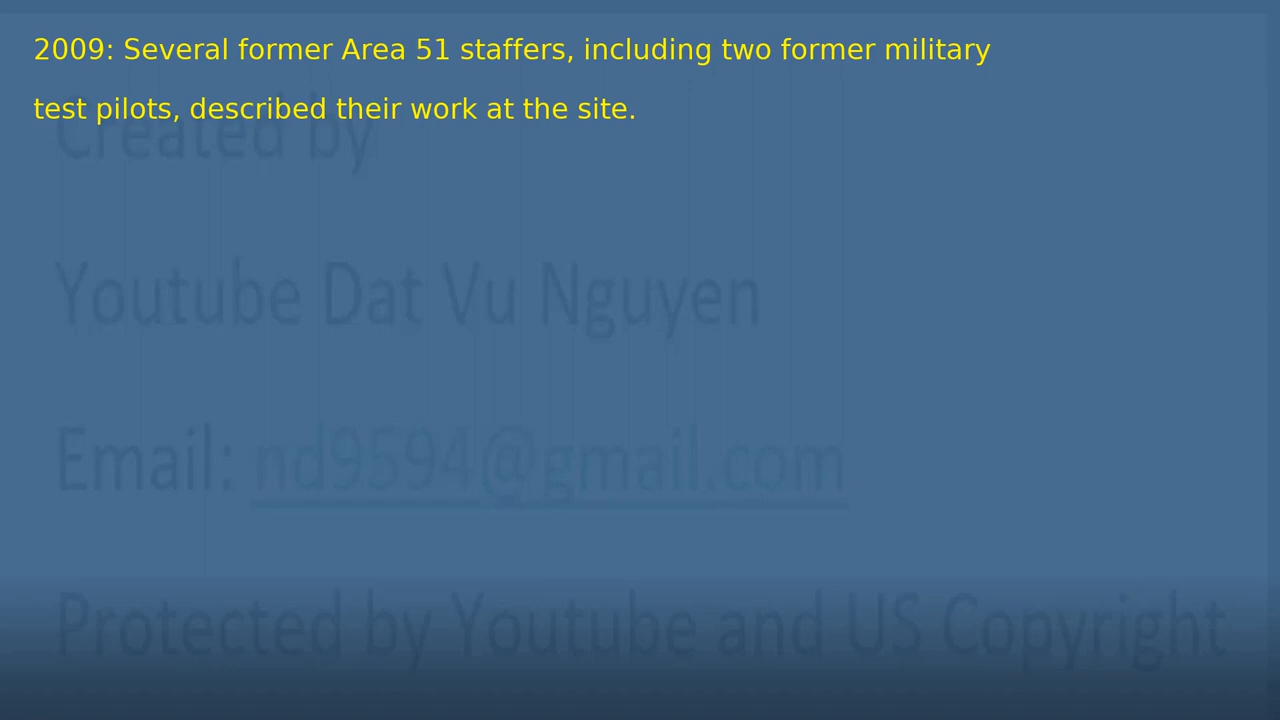 2009: Several former Area 51 staffers, including two former military
test pilots, described their work at the site.
Created by
Youtube Dat Vu Nguyen
Email: nd9594@gmail.com
Protected by Youtube and US Copyright